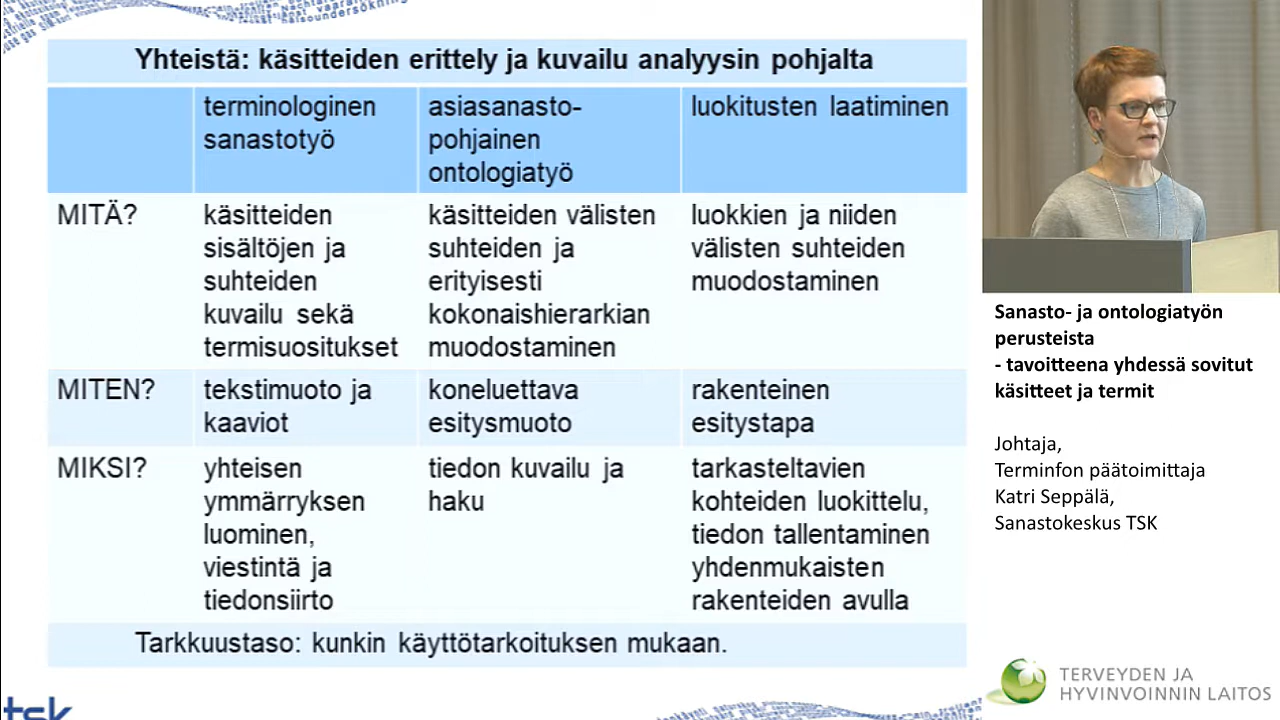 Yhteistä: käsitteiden erittely ja kuvailu analyysin pohjalta
terminologinen
sanastotyö
asiasanasto-
pohjainen
ontologiatyö
luokitusten laatiminen
MITÄ?
käsitteiden
sisältöjen ja
suhteiden
kuvailu sekä
termisuositukset
käsitteiden välisten
suhteiden ja
erityisesti
kokonaishierarkian
muodostaminen
luokkien ja niiden
välisten suhteiden
muodostaminen
MITEN?
tekstimuoto ja
kaaviot
koneluettava
esitysmuoto
rakenteinen
esitystapa
MIKSI?
yhteisen
ymmärryksen
luominen,
viestintä ja
tiedonsiirto
tiedon kuvailu ja
haku
tarkasteltavien
kohteiden luokittelu,
tiedon tallentaminen
yhdenmukaisten
rakenteiden avulla
Tarkkuustaso: kunkin käyttötarkoituksen mukaan.
tsk
Sanasto- ja ontologiatyön
perusteista
- tavoitteena yhdessä sovitut
käsitteet ja termit
Johtaja,
Terminfon päätoimittaja
Katri Seppälä,
Sanastokeskus TSK
TERVEYDEN JA
HYVINVOINNIN LAITOS